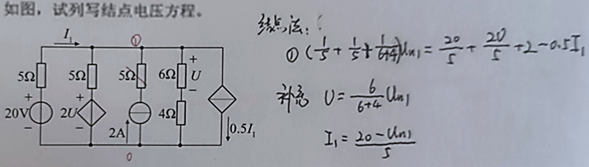 如图，试列写结点电压方程。
I₁
①
5Ω
5Ω
5Ω
6Ω
U
20V
2U
2A
4Ω
0.5I₁
0
结点法：
① (1/5 + 1/5 + 1/(6+4))Un1 = 20/5 + 2U/5 + 2 - 0.5I₁
补充 U = 6/(6+4) Un1
I₁ = (20 - Un1)/5